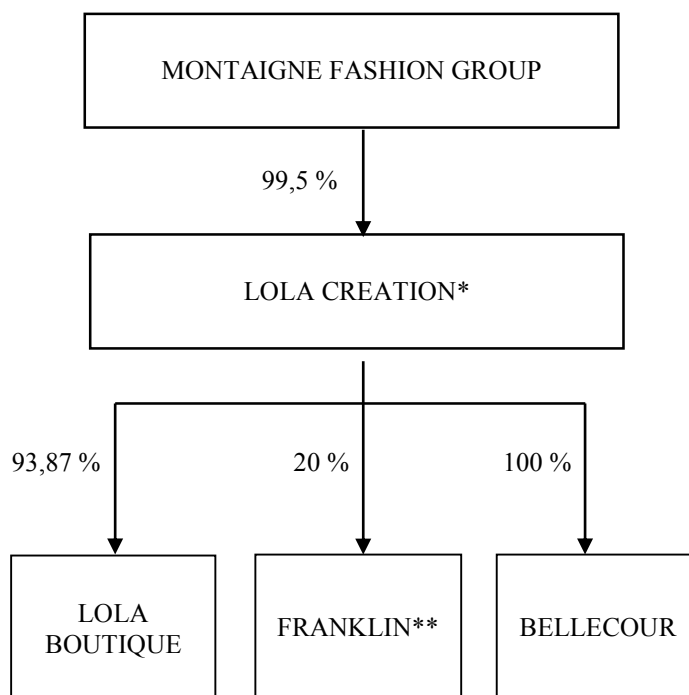 MONTAIGNE FASHION GROUP
99,5 %
LOLA CREATION*
93,87 %
20 %
100 %
LOLA
BOUTIQUE
FRANKLIN**
BELLECOUR